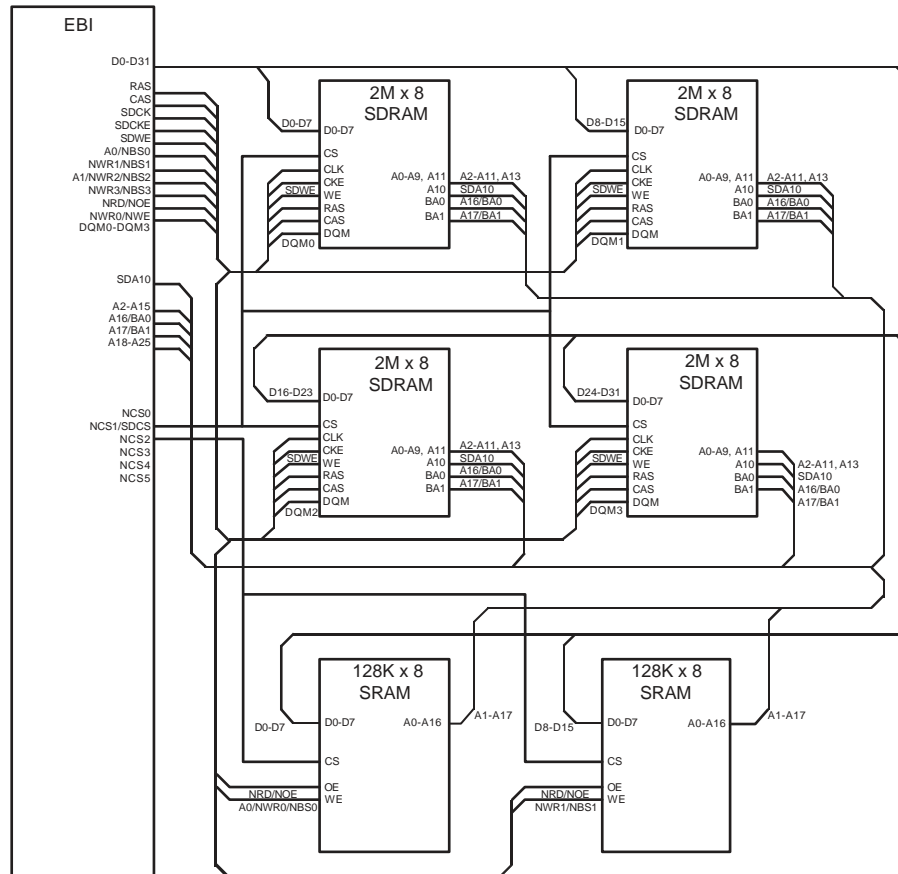 EBI
D0-D31
RAS
CAS
SDCK
SDCKE
SDWE
A0/NBS0
NWR1/NBS1
A1/NWR2/NBS2
NWR3/NBS3
NRD/NOE
NWR0/NWE
DQM0-DQM3
SDA10
A2-A15
A16/BA0
A17/BA1
A18-A25
NCS0
NCS1/SDCS
NCS2
NCS3
NCS4
NCS5
2M x 8
SDRAM
D0-D7
D0-D7
CS
CLK
CKE
SDWE
WE
RAS
CAS
DQM
DQM0
A0-A9, A11
A10
BA0
BA1
A2-A11, A13
SDA10
A16/BA0
A17/BA1
2M x 8
SDRAM
D8-D15
D0-D7
CS
CLK
CKE
SDWE
WE
RAS
CAS
DQM
DQM1
A0-A9, A11
A10
BA0
BA1
A2-A11, A13
SDA10
A16/BA0
A17/BA1
2M x 8
SDRAM
D16-D23
D0-D7
CS
CLK
CKE
SDWE
WE
RAS
CAS
DQM
DQM2
A0-A9, A11
A10
BA0
BA1
A2-A11, A13
SDA10
A16/BA0
A17/BA1
2M x 8
SDRAM
D24-D31
D0-D7
CS
CLK
CKE
SDWE
WE
RAS
CAS
DQM
DQM3
A0-A9, A11
A10
BA0
BA1
A2-A11, A13
SDA10
A16/BA0
A17/BA1
128K x 8
SRAM
D0-D7
D0-D7
CS
OE
NRD/NOE
WE
A0/NWR0/NBS0
A0-A16
A1-A17
128K x 8
SRAM
D8-D15
D0-D7
CS
OE
NRD/NOE
WE
NWR1/NBS1
A0-A16
A1-A17